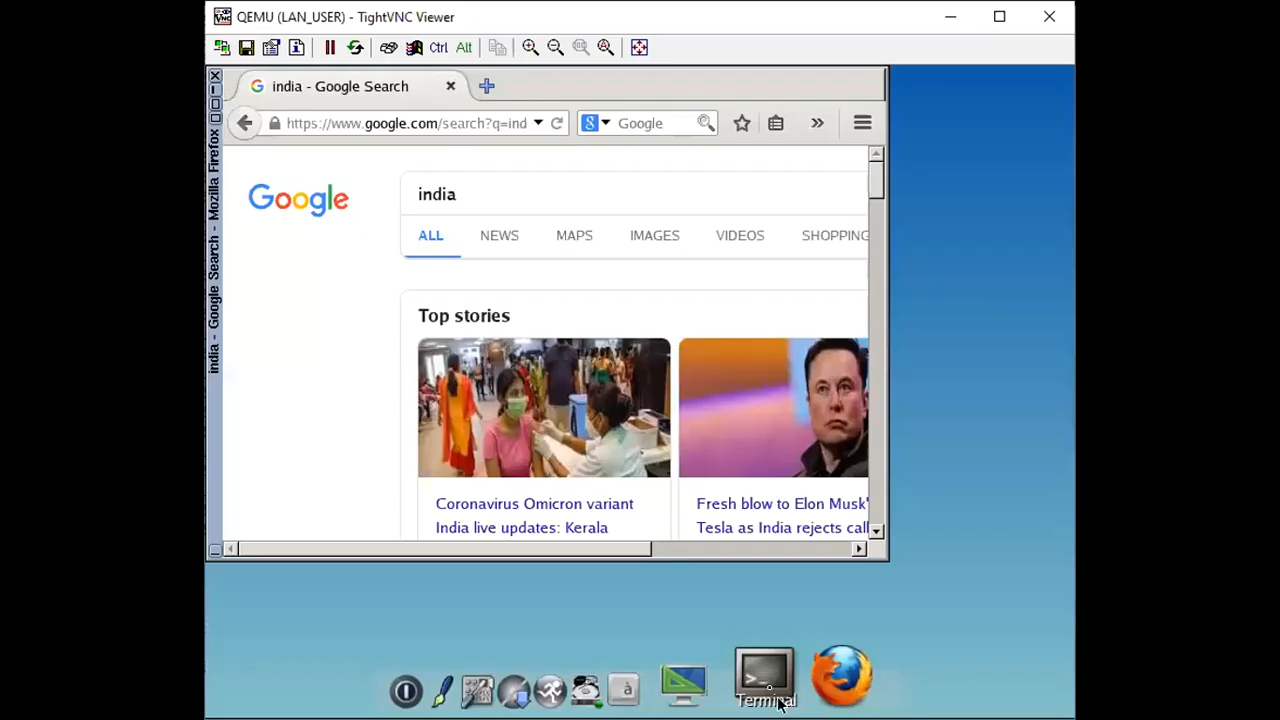 QEMU (LAN_USER) - TightVNC Viewer
Ctrl Alt
india - Google Search
https://www.google.com/search?q=ind
8 Google
india - Google Search - Mozilla Firefox
Google
india
ALL NEWS MAPS IMAGES VIDEOS SHOPPING
Top stories
Coronavirus Omicron variant
India live updates: Kerala
Fresh blow to Elon Musk'
Tesla as India rejects call
à
Terminal